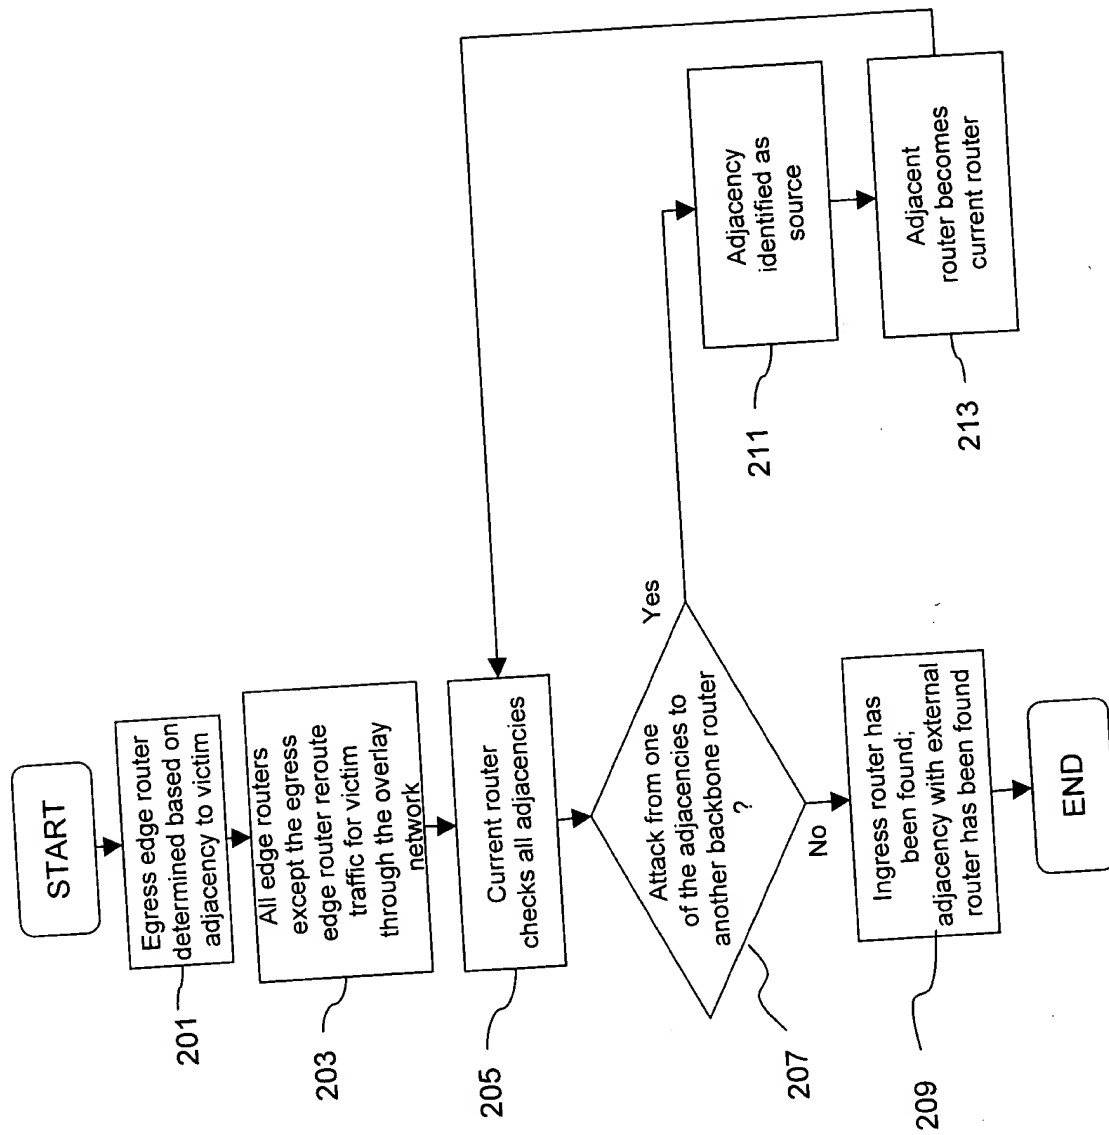 START
Egress edge router
determined based on
adjacency to victim
201
All edge routers
except the egress
edge router reroute
traffic for victim
through the overlay
network
203
Current router
checks all adjacencies
205
Attack from one
of the adjacencies to
another backbone router
?
207
Yes
No
Adjacency
identified as
source
211
Adjacent
router becomes
current router
213
Ingress router has
been found;
adjacency with external
router has been found
209
END